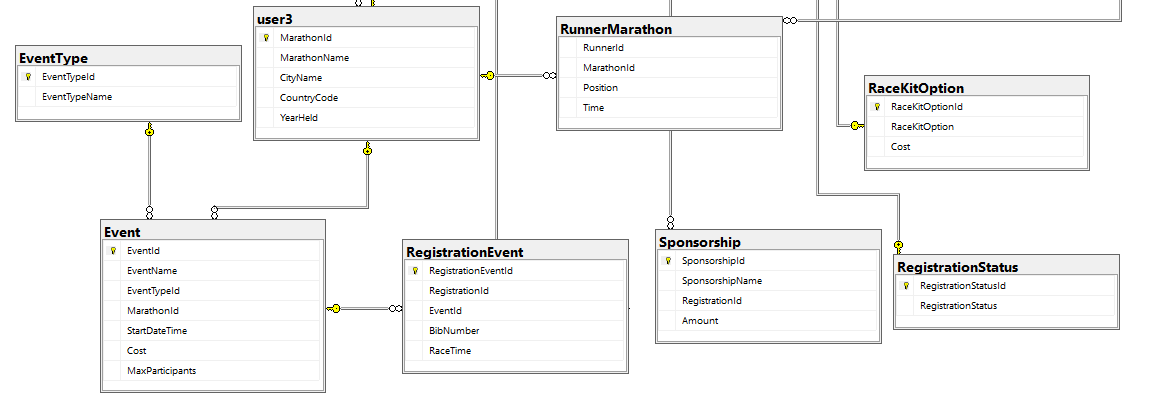 user3
MarathonId
MarathonName
CityName
CountryCode
YearHeld
RunnerMarathon
RunnerId
MarathonId
Position
Time
EventType
EventTypeId
EventTypeName
RaceKitOption
RaceKitOptionId
RaceKitOption
Cost
Event
EventId
EventName
EventTypeId
MarathonId
StartDateTime
Cost
MaxParticipants
RegistrationEvent
RegistrationEventId
RegistrationId
EventId
BibNumber
RaceTime
Sponsorship
SponsorshipId
SponsorshipName
RegistrationId
Amount
RegistrationStatus
RegistrationStatusId
RegistrationStatus